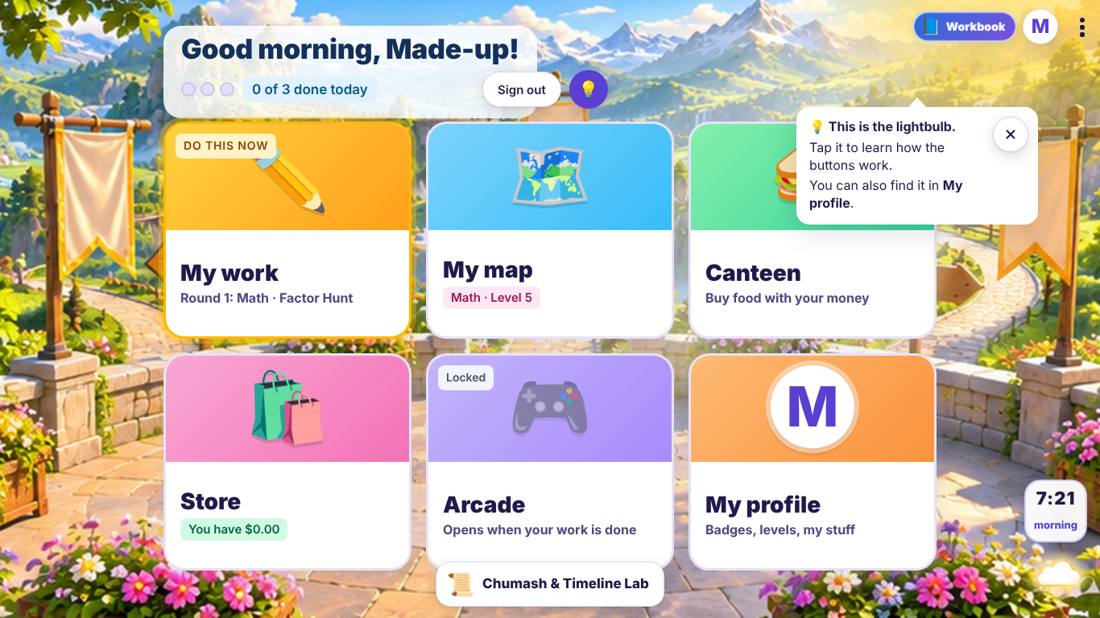 Good morning, Made-up!
0 of 3 done today
Sign out
Workbook
M
This is the lightbulb.
Tap it to learn how the
buttons work.
You can also find it in My
profile.
DO THIS NOW
My work
Round 1: Math · Factor Hunt
My map
Math · Level 5
Canteen
Buy food with your money
Store
You have $0.00
Locked
Arcade
Opens when your work is done
M
My profile
Badges, levels, my stuff
7:21
morning
Chumash & Timeline Lab